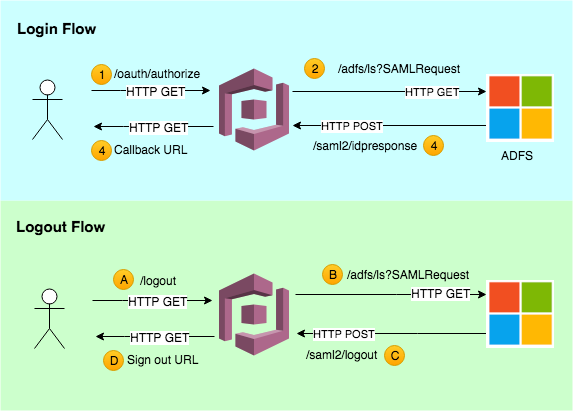 Login Flow
1 /oauth/authorize
HTTP GET
2 /adfs/ls?SAMLRequest
HTTP GET
HTTP GET
4 Callback URL
HTTP POST
/saml2/idpresponse 4
ADFS
Logout Flow
A /logout
HTTP GET
B /adfs/ls?SAMLRequest
HTTP GET
HTTP GET
D Sign out URL
HTTP POST
/saml2/logout C